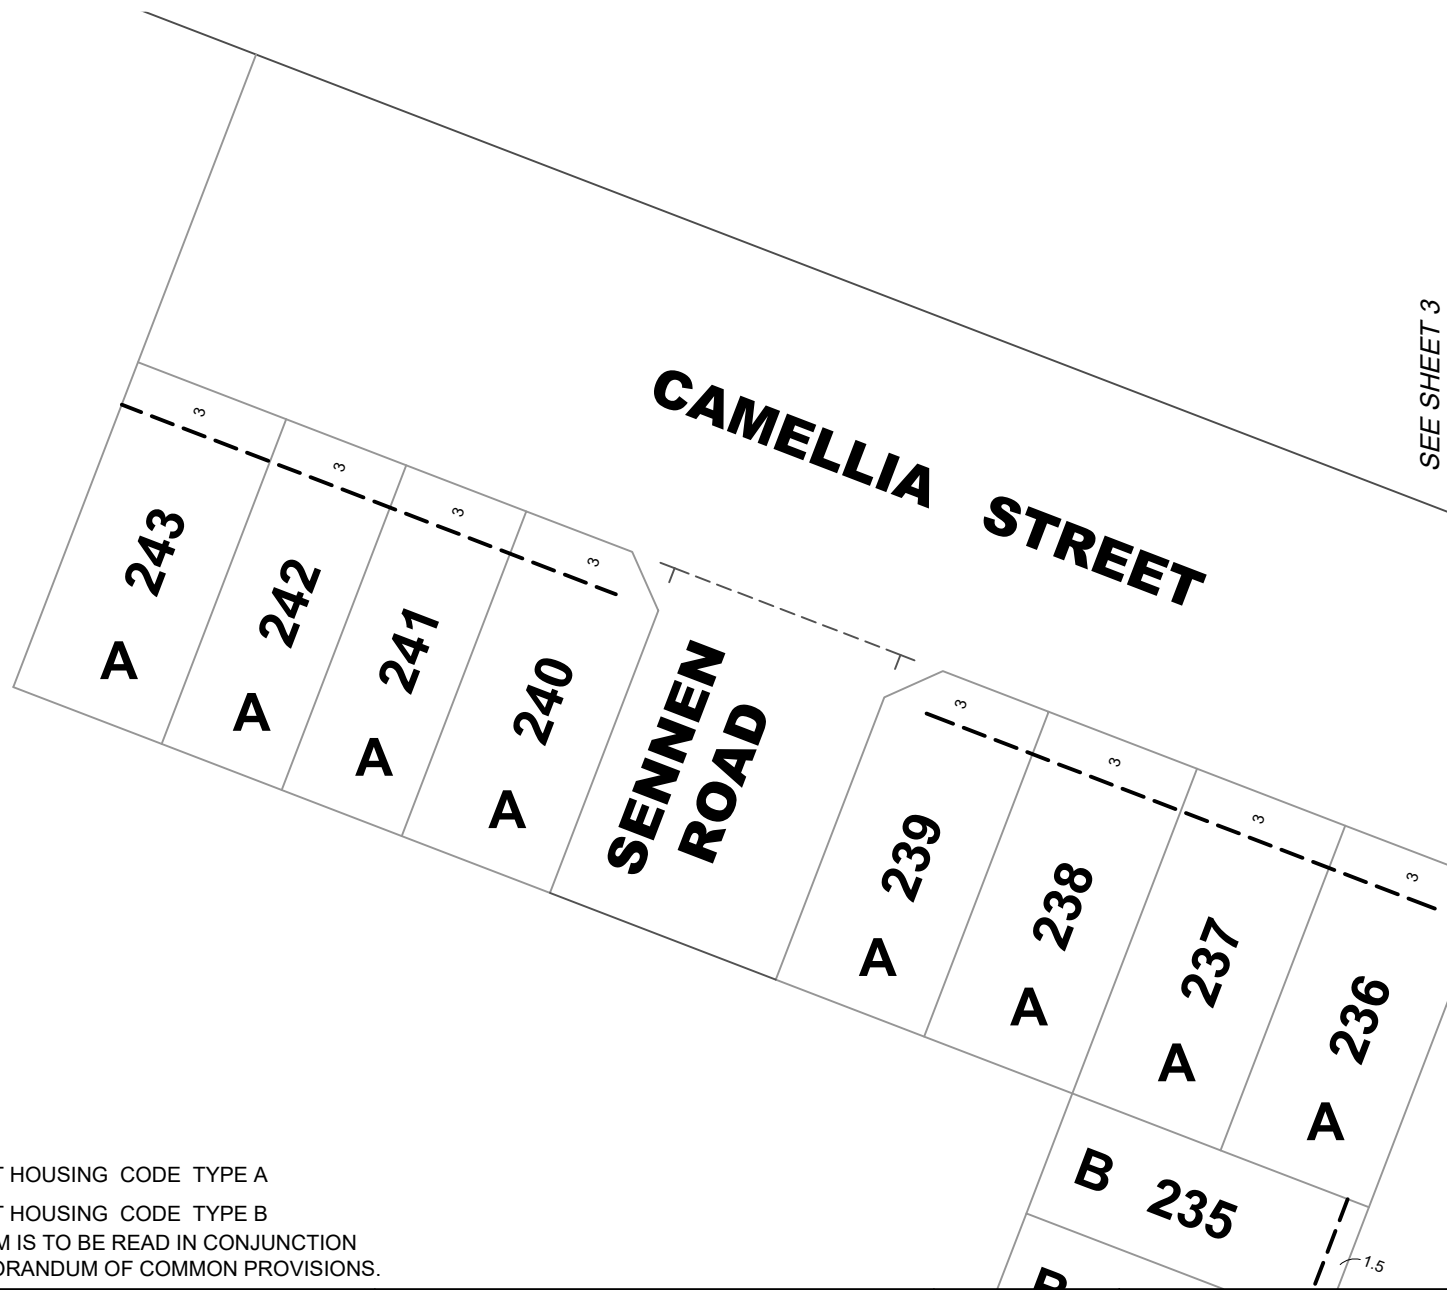 CAMELLIA STREET
SEE SHEET 3
3
3
3
3
243
A
242
A
241
A
240
A
SENNEN
ROAD
3
3
3
3
239
A
238
A
237
A
236
A
B 235
1.5
T HOUSING CODE TYPE A
T HOUSING CODE TYPE B
M IS TO BE READ IN CONJUNCTION
ORANDUM OF COMMON PROVISIONS.